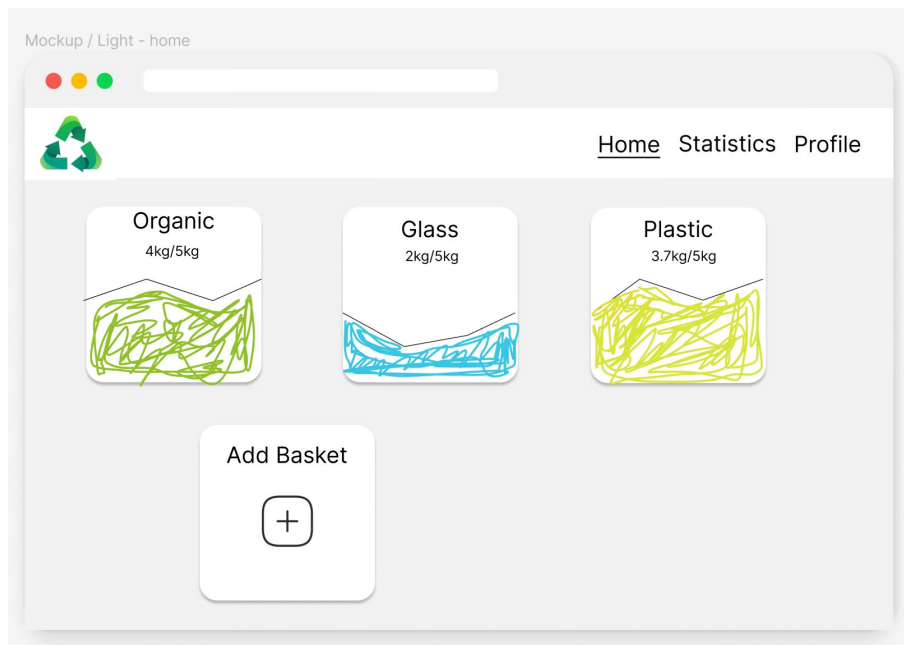 Mockup / Light - home
Home Statistics Profile
Organic
4kg/5kg
Glass
2kg/5kg
Plastic
3.7kg/5kg
Add Basket